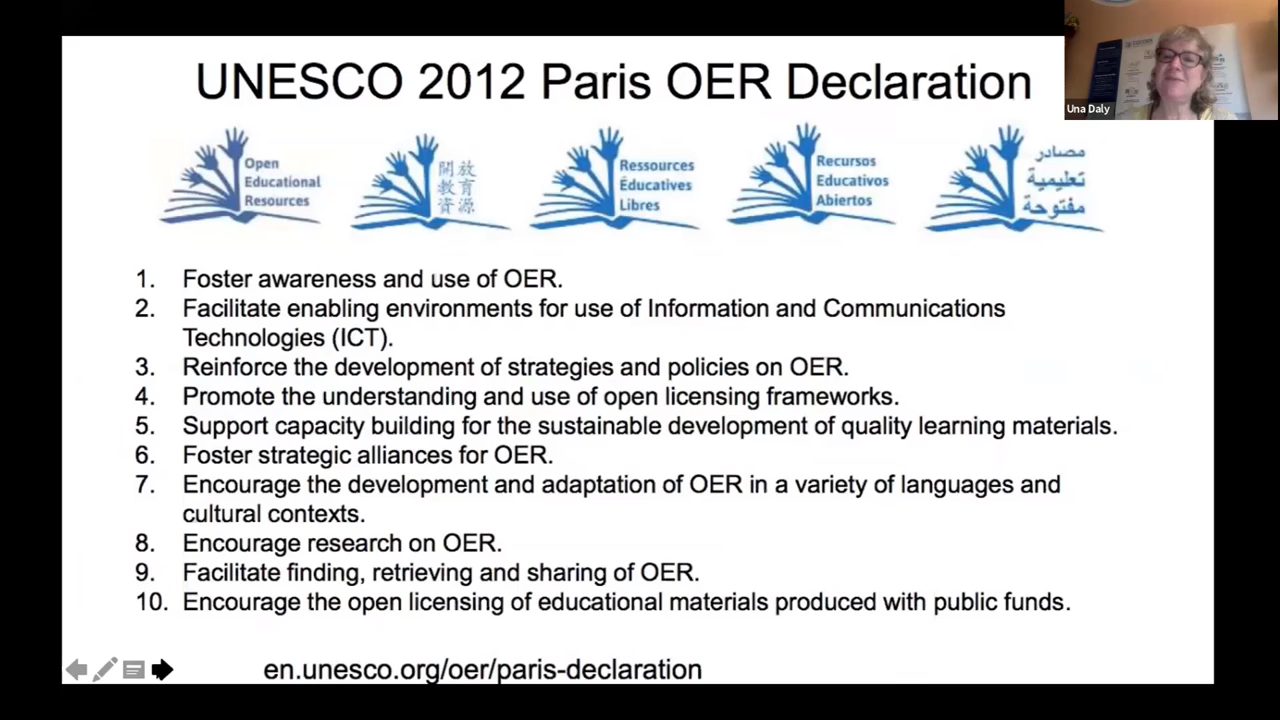 UNESCO 2012 Paris OER Declaration
Una Daly
Open
Educational
Resources
開放
教育
資源
Ressources
Éducatives
Libres
Recursos
Educativos
Abiertos
مصادر
تعليمية
مفتوحة
1. Foster awareness and use of OER.
2. Facilitate enabling environments for use of Information and Communications
Technologies (ICT).
3. Reinforce the development of strategies and policies on OER.
4. Promote the understanding and use of open licensing frameworks.
5. Support capacity building for the sustainable development of quality learning materials.
6. Foster strategic alliances for OER.
7. Encourage the development and adaptation of OER in a variety of languages and
cultural contexts.
8. Encourage research on OER.
9. Facilitate finding, retrieving and sharing of OER.
10. Encourage the open licensing of educational materials produced with public funds.
en.unesco.org/oer/paris-declaration